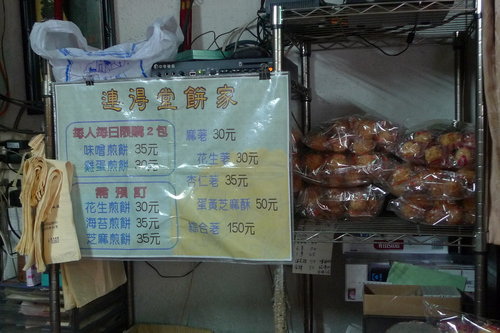 連得堂餅家
每人每日限購2包
味噌煎餅 35元
雞蛋煎餅 30元
需預訂
花生煎餅 30元
海苔煎餅 35元
芝麻煎餅 35元
麻荖 30元
花生荖 30元
杏仁荖 35元
蛋黃芝麻酥 50元
綜合荖 150元
WINSTON